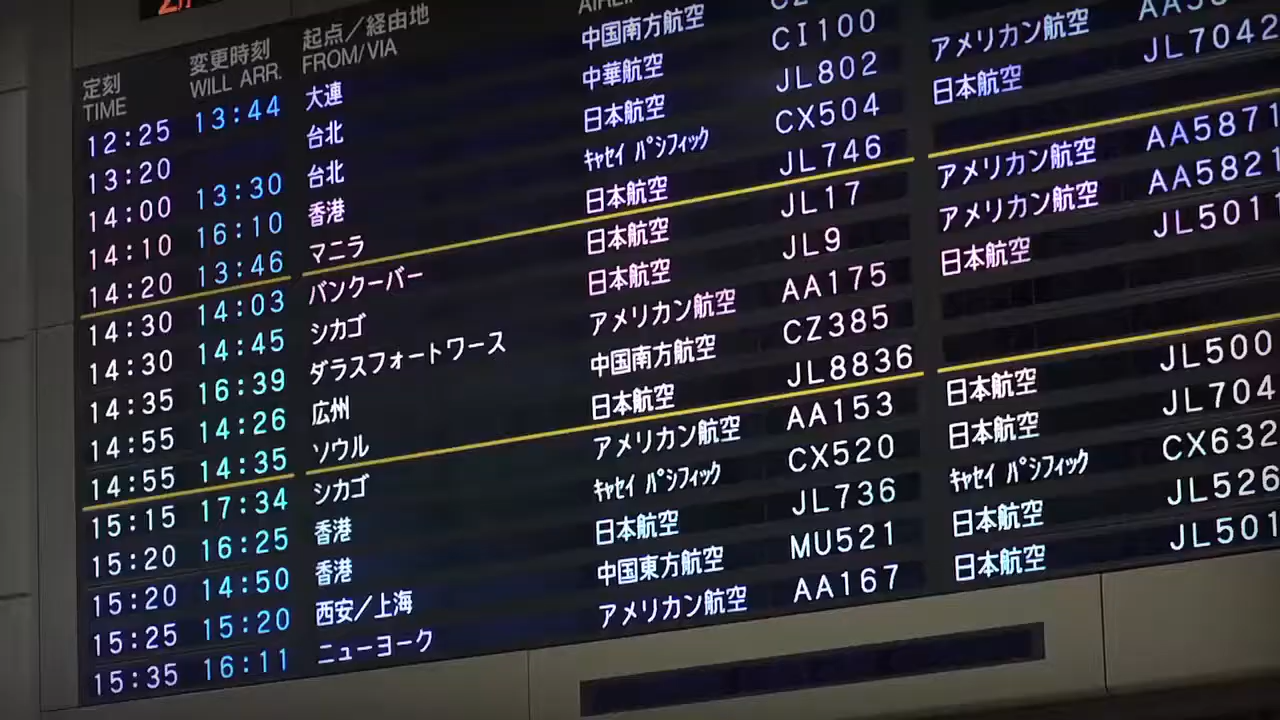 定刻 変更時刻 起点／経由地
TIME WILL ARR. FROM/VIA
12:25 13:44 大連 中国南方航空
13:20 台北 中華航空 CI100
14:00 13:30 台北 日本航空 JL802 アメリカン航空
14:10 16:10 香港 キャセイ パシフィック CX504 日本航空 JL7042
14:20 13:46 マニラ 日本航空 JL746
14:30 14:03 バンクーバー 日本航空 JL17 アメリカン航空 AA5871
14:30 14:45 シカゴ 日本航空 JL9 アメリカン航空 AA5821
14:35 16:39 ダラスフォートワース アメリカン航空 AA175 日本航空 JL501
14:55 14:26 広州 中国南方航空 CZ385
14:55 14:35 ソウル 日本航空 JL8836
15:15 17:34 シカゴ アメリカン航空 AA153 日本航空 JL500
15:20 16:25 香港 キャセイ パシフィック CX520 日本航空 JL704
15:20 14:50 香港 日本航空 JL736 キャセイ パシフィック CX632
15:25 15:20 西安／上海 中国東方航空 MU521 日本航空 JL526
15:35 16:11 ニューヨーク アメリカン航空 AA167 日本航空 JL501